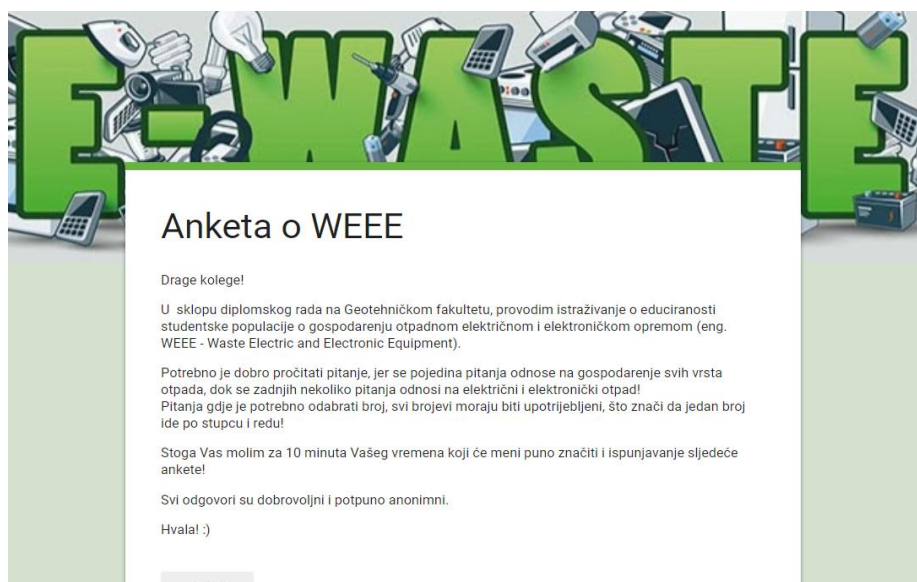 E-WASTE
Anketa o WEEE
Drage kolege!
U sklopu diplomskog rada na Geotehničkom fakultetu, provodim istraživanje o educiranosti
studentske populacije o gospodarenju otpadnom električnom i elektroničkom opremom (eng.
WEEE - Waste Electric and Electronic Equipment).
Potrebno je dobro pročitati pitanje, jer se pojedina pitanja odnose na gospodarenje svih vrsta
otpada, dok se zadnjih nekoliko pitanja odnosi na električni i elektronički otpad!
Pitanja gdje je potrebno odabrati broj, svi brojevi moraju biti upotrijebljeni, što znači da jedan broj
ide po stupcu i redu!
Stoga Vas molim za 10 minuta Vašeg vremena koji će meni puno značiti i ispunjavanje sljedeće
ankete!
Svi odgovori su dobrovoljni i potpuno anonimni.
Hvala! :)